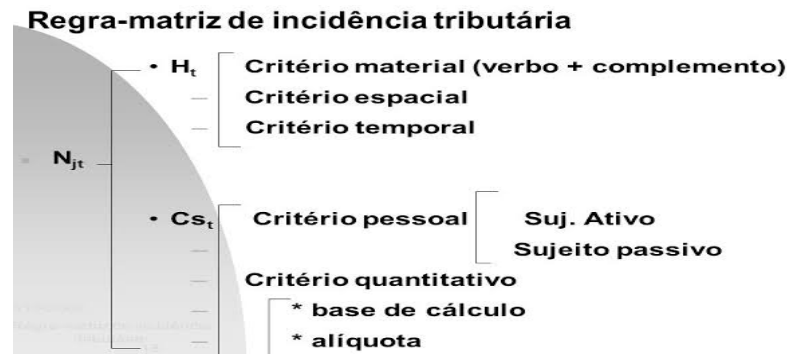 Regra-matriz de incidência tributária
• Ht Critério material (verbo + complemento)
– Critério espacial
– Critério temporal
• Njt
• Cst Critério pessoal Suj. Ativo
Sujeito passivo
Critério quantitativo
* base de cálculo
* alíquota